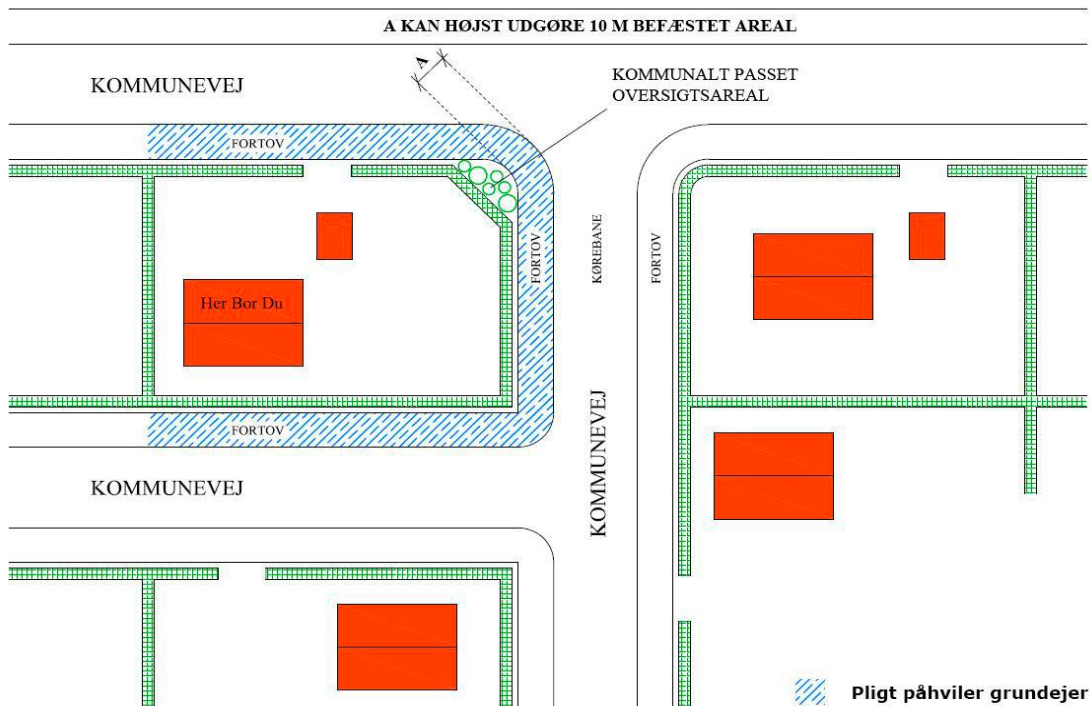 A KAN HØJST UDGØRE 10 M BEFÆSTET AREAL
KOMMUNEVEJ
A
KOMMUNALT PASSET
OVERSIGTSAREAL
FORTOV
FORTOV
KØREBANE
FORTOV
Her Bor Du
FORTOV
KOMMUNEVEJ
KOMMUNEVEJ
Pligt påhviler grundejer